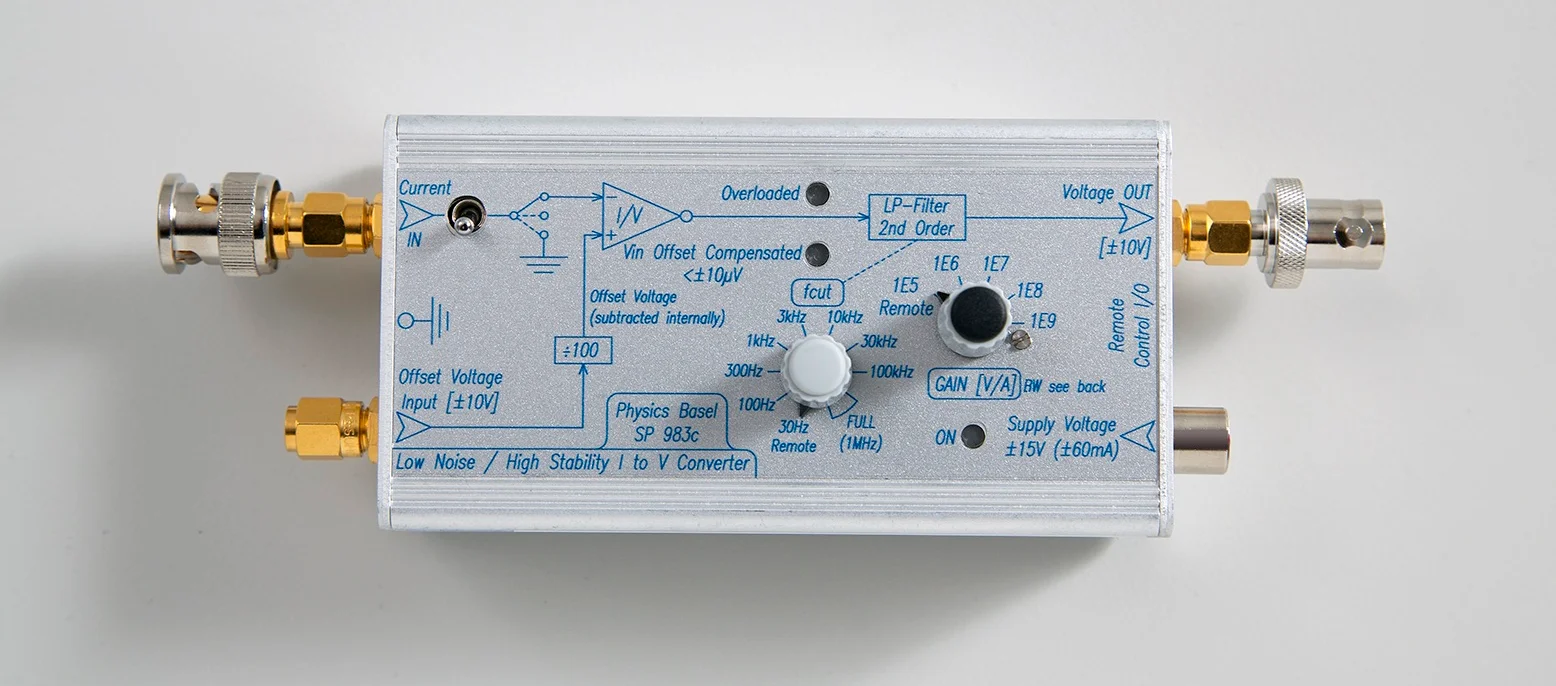 Current
IN
I/V
-
+
Overloaded
LP-Filter
2nd Order
Voltage OUT
[±10V]
Vin Offset Compensated
<±10µV
Offset Voltage
(subtracted internally)
÷100
fcut
30Hz
Remote
100Hz
300Hz
1kHz
3kHz
10kHz
30kHz
100kHz
FULL
(1MHz)
Remote
1E5
1E6
1E7
1E8
1E9
GAIN [V/A] BW see back
Remote
Control I/O
Offset Voltage
Input [±10V]
Physics Basel
SP 983c
Low Noise / High Stability I to V Converter
ON
Supply Voltage
±15V (±60mA)